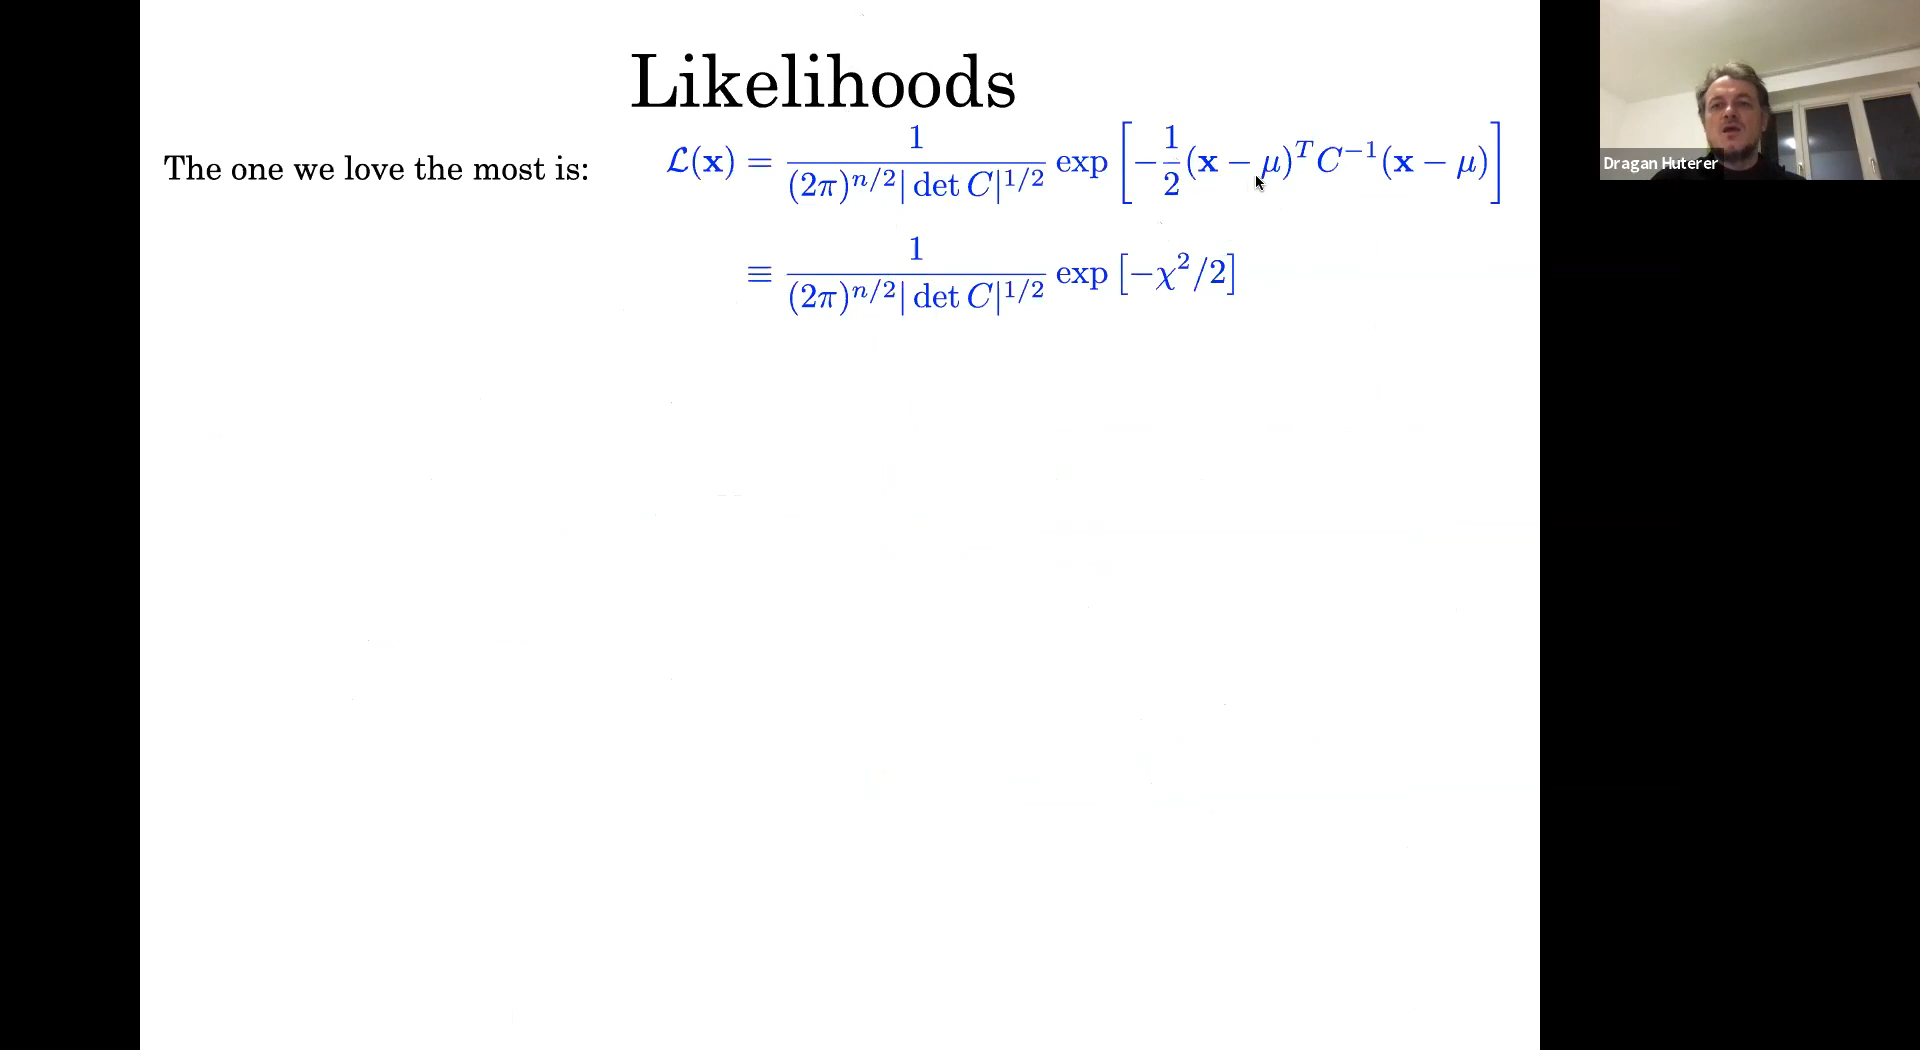 Likelihoods
The one we love the most is: ℒ(𝐱) = 1/((2π)^{n/2}|det C|^{1/2}) exp[−1/2(𝐱 − μ)^T C^{−1}(𝐱 − μ)]
≡ 1/((2π)^{n/2}|det C|^{1/2}) exp[−χ²/2]
Dragan Huterer